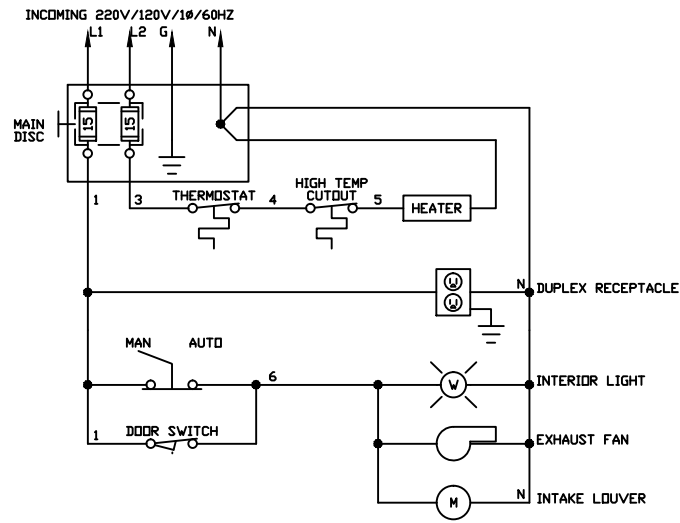 INCOMING 220V/120V/1Ø/60HZ
L1 L2 G N
15 15
MAIN
DISC
1 3 THERMOSTAT 4 HIGH TEMP
CUTOUT 5 HEATER
N DUPLEX RECEPTACLE
MAN AUTO
6 W INTERIOR LIGHT
1 DOOR SWITCH EXHAUST FAN
M N INTAKE LOUVER